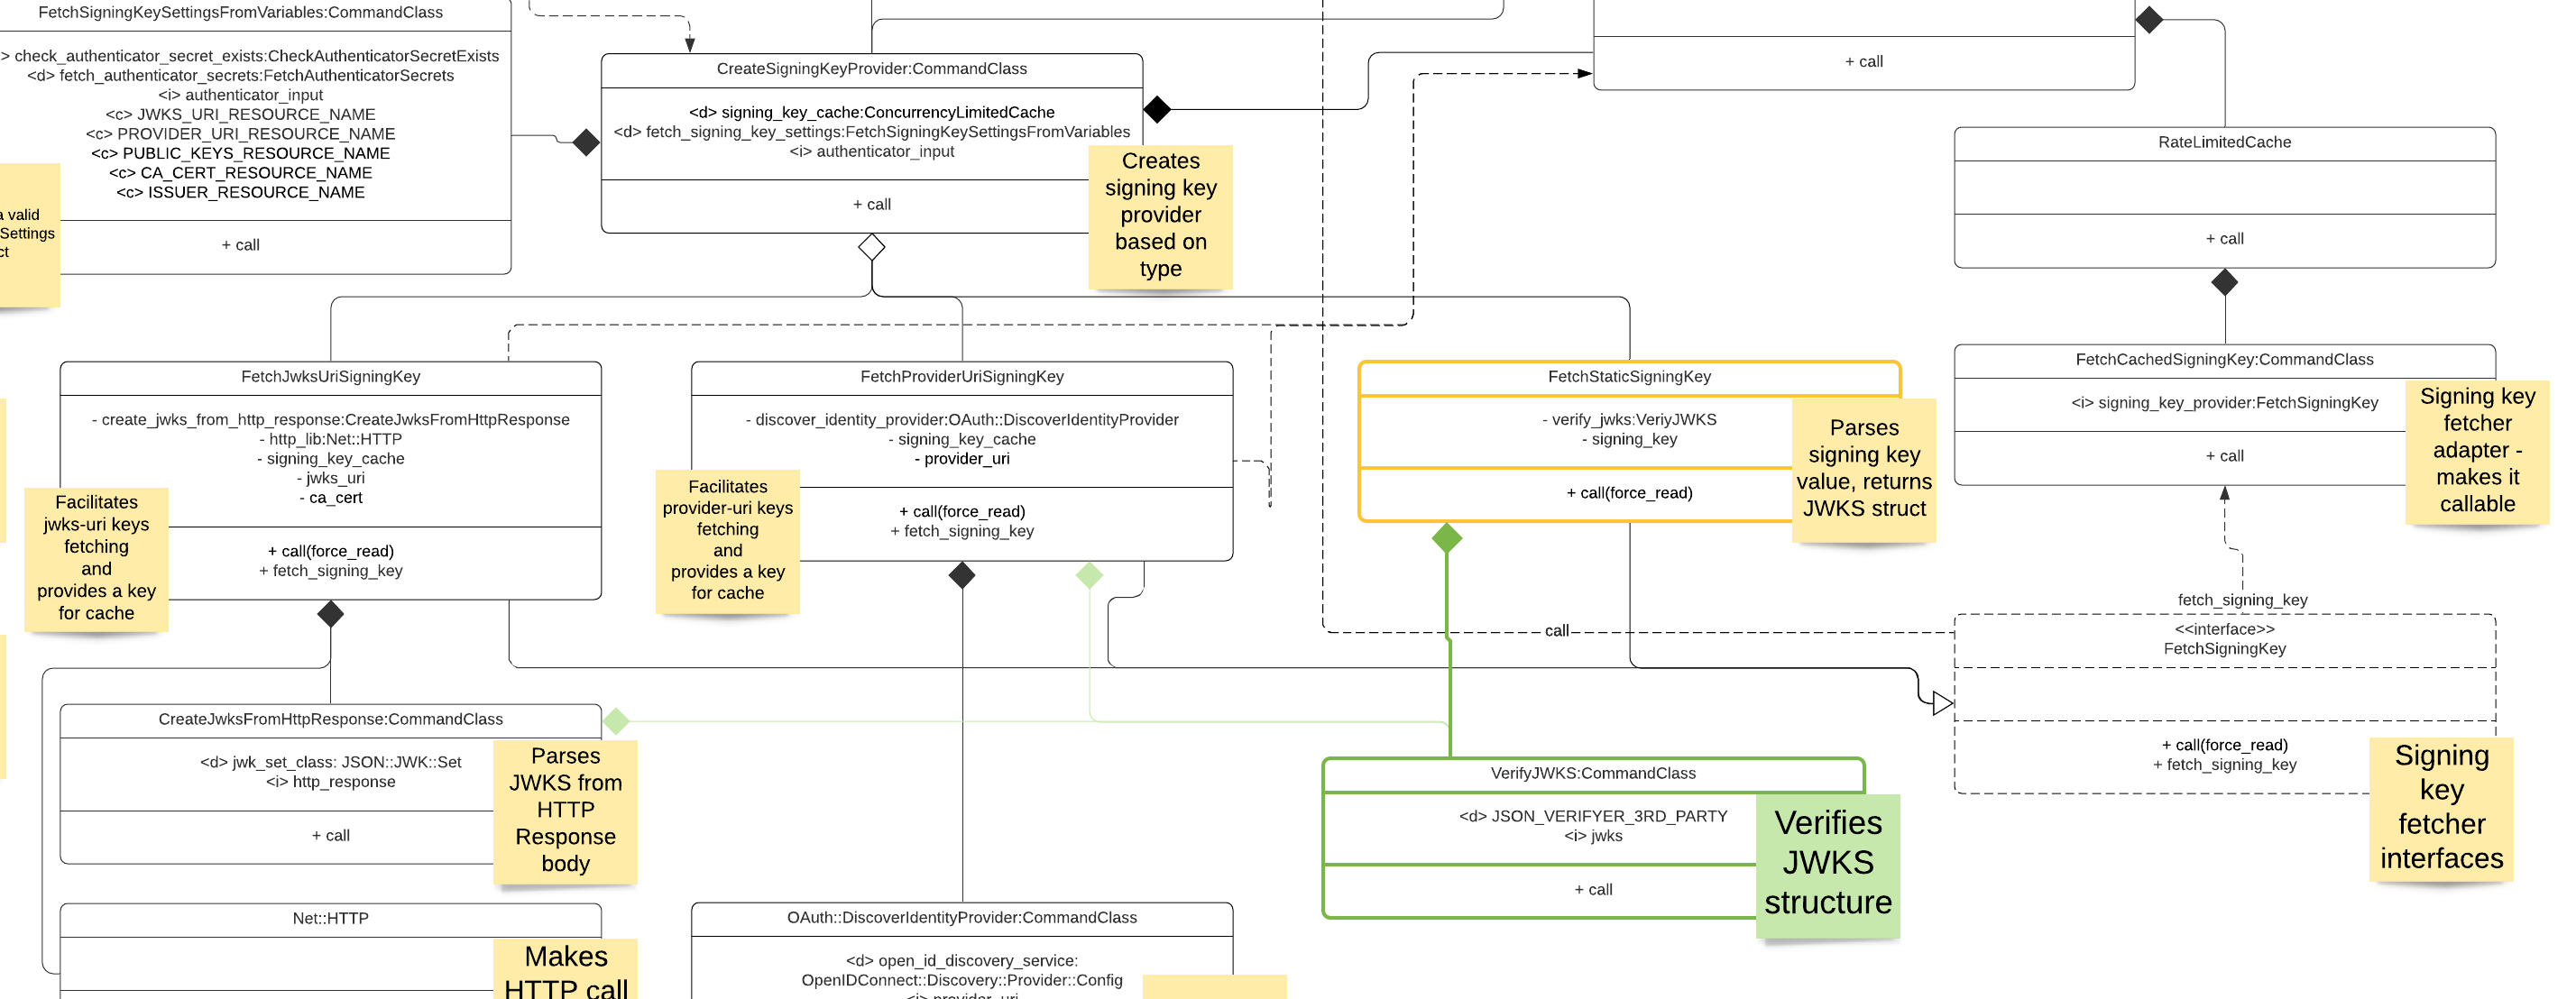 FetchSigningKeySettingsFromVariables:CommandClass
> check_authenticator_secret_exists:CheckAuthenticatorSecretExists
<d> fetch_authenticator_secrets:FetchAuthenticatorSecrets
<i> authenticator_input
<c> JWKS_URI_RESOURCE_NAME
<c> PROVIDER_URI_RESOURCE_NAME
<c> PUBLIC_KEYS_RESOURCE_NAME
<c> CA_CERT_RESOURCE_NAME
<c> ISSUER_RESOURCE_NAME
+ call
a valid
Settings
ct
CreateSigningKeyProvider:CommandClass
<d> signing_key_cache:ConcurrencyLimitedCache
<d> fetch_signing_key_settings:FetchSigningKeySettingsFromVariables
<i> authenticator_input
+ call
Creates
signing key
provider
based on
type
+ call
RateLimitedCache
+ call
FetchJwksUriSigningKey
- create_jwks_from_http_response:CreateJwksFromHttpResponse
- http_lib:Net::HTTP
- signing_key_cache
- jwks_uri
- ca_cert
+ call(force_read)
+ fetch_signing_key
Facilitates
jwks-uri keys
fetching
and
provides a key
for cache
FetchProviderUriSigningKey
- discover_identity_provider:OAuth::DiscoverIdentityProvider
- signing_key_cache
- provider_uri
+ call(force_read)
+ fetch_signing_key
Facilitates
provider-uri keys
fetching
and
provides a key
for cache
FetchStaticSigningKey
- verify_jwks:VeriyJWKS
- signing_key
+ call(force_read)
Parses
signing key
value, returns
JWKS struct
FetchCachedSigningKey:CommandClass
<i> signing_key_provider:FetchSigningKey
+ call
Signing key
fetcher
adapter -
makes it
callable
fetch_signing_key
call
<<interface>>
FetchSigningKey
+ call(force_read)
+ fetch_signing_key
Signing
key
fetcher
interfaces
CreateJwksFromHttpResponse:CommandClass
<d> jwk_set_class: JSON::JWK::Set
<i> http_response
+ call
Parses
JWKS from
HTTP
Response
body
VerifyJWKS:CommandClass
<d> JSON_VERIFYER_3RD_PARTY
<i> jwks
+ call
Verifies
JWKS
structure
Net::HTTP
Makes
HTTP call
OAuth::DiscoverIdentityProvider:CommandClass
<d> open_id_discovery_service:
OpenIDConnect::Discovery::Provider::Config
<i> provider_uri